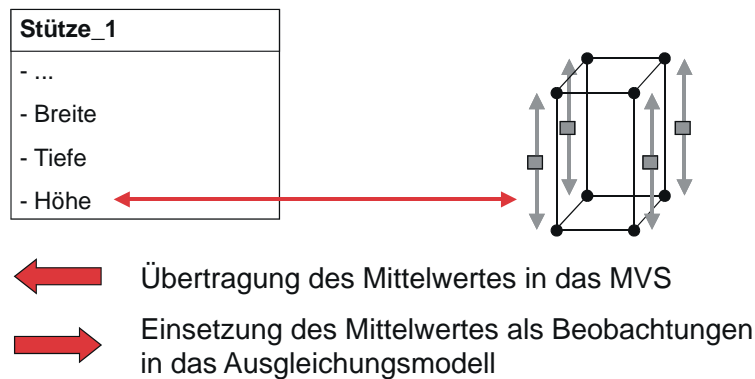 Stütze_1
- ...
- Breite
- Tiefe
- Höhe
Übertragung des Mittelwertes in das MVS
Einsetzung des Mittelwertes als Beobachtungen
in das Ausgleichungsmodell